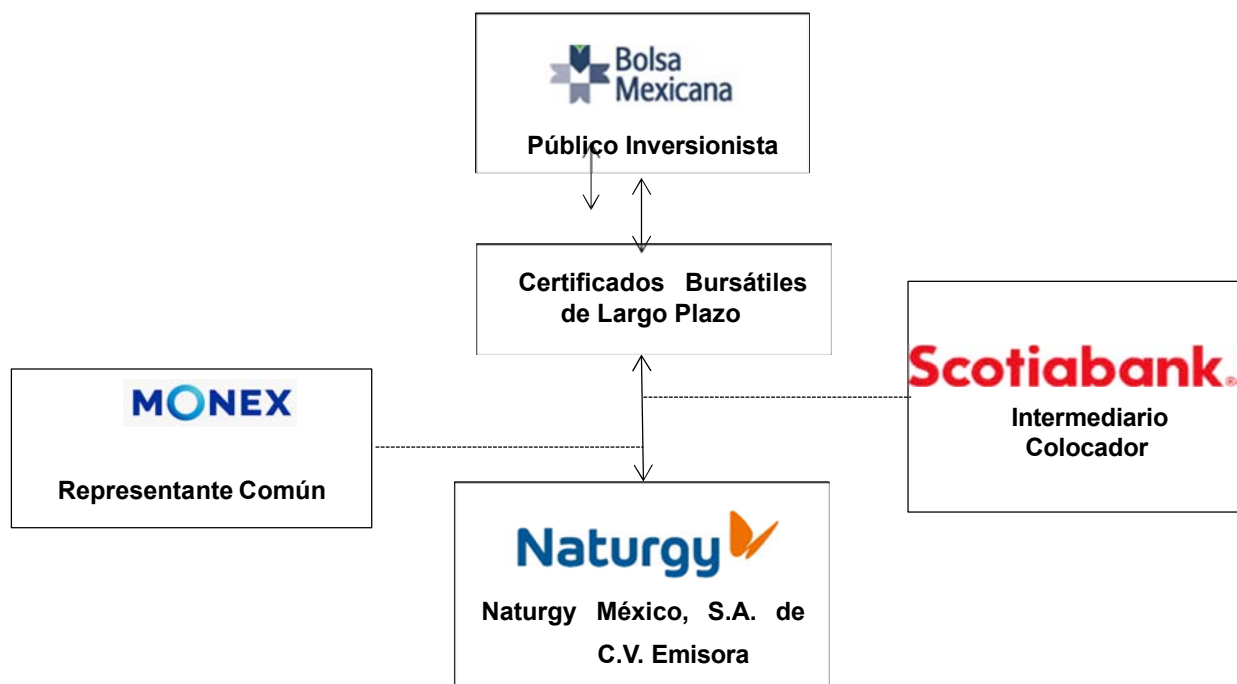 Bolsa
Mexicana
Público Inversionista
Certificados Bursátiles
de Largo Plazo
Scotiabank®
Intermediario
Colocador
MONEX
Representante Común
Naturgy
Naturgy México, S.A. de
C.V. Emisora